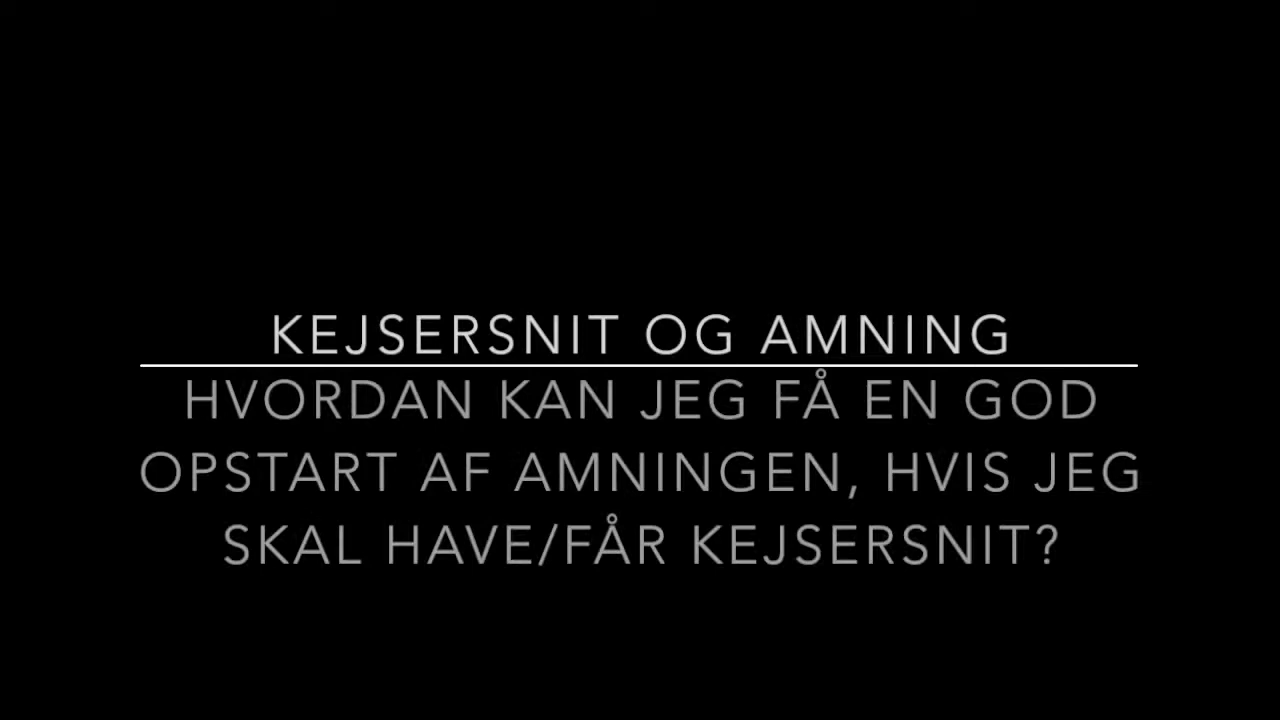 KEJSERSNIT OG AMNING
HVORDAN KAN JEG FÅ EN GOD
OPSTART AF AMNINGEN, HVIS JEG
SKAL HAVE/FÅR KEJSERSNIT?